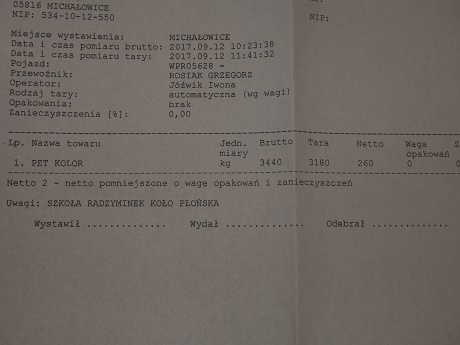 05816 MICHAŁOWICE
NIP: 534-10-12-550
NIP:
Miejsce wystawienia: MICHAŁOWICE
Data i czas pomiaru brutto: 2017.09.12 10:23:38
Data i czas pomiaru tary: 2017.09.12 11:41:32
Pojazd: WPR05628 -
Przewoźnik: ROSIAK GRZEGORZ
Operator: Jóźwik Iwona
Rodzaj tary: automatyczna (wg wagi)
Opakowania: brak
Zanieczyszczenia [%]: 0,00
Lp. Nazwa towaru Jedn. miary Brutto Tara Netto Waga opakowań Z
1. PET KOLOR kg 3440 3180 260 0 0
Netto 2 - netto pomniejszone o wagę opakowań i zanieczyszczeń
Uwagi: SZKOŁA RADZYMINEK KOŁO PŁOŃSKA
Wystawił .............. Wydał .............. Odebrał ..............